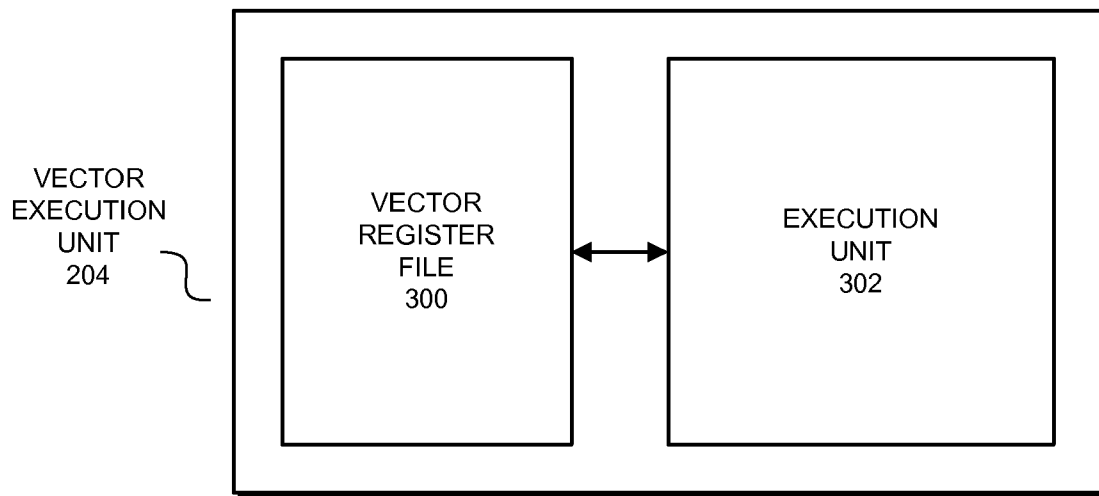 VECTOR
EXECUTION
UNIT
204
VECTOR
REGISTER
FILE
300
EXECUTION
UNIT
302